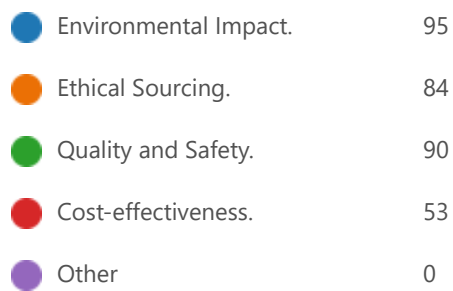 Environmental Impact. 95
Ethical Sourcing. 84
Quality and Safety. 90
Cost-effectiveness. 53
Other 0